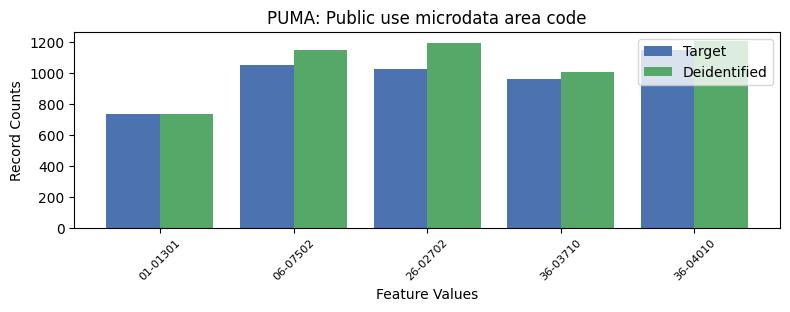 PUMA: Public use microdata area code
1200
1000
800
600
400
200
0
Record Counts
Target
Deidentified
01-01301
06-07502
26-02702
36-03710
36-04010
Feature Values